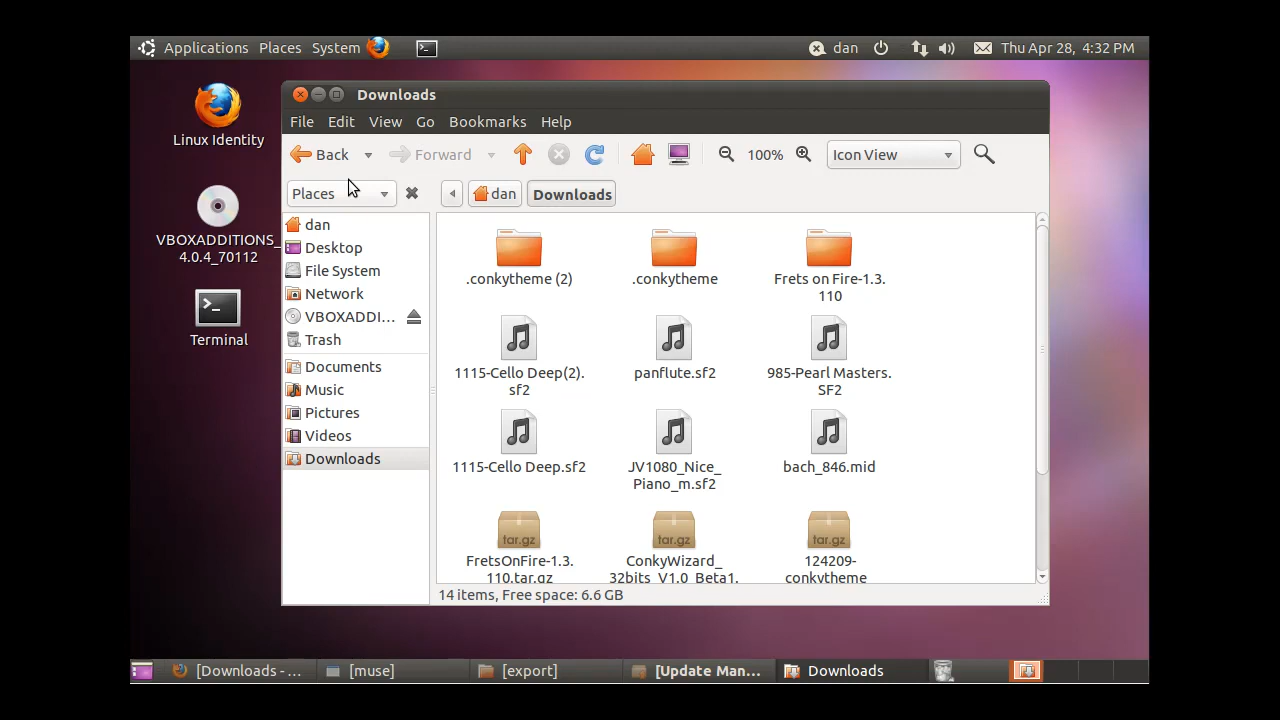 Applications Places System dan Thu Apr 28, 4:32 PM
Linux Identity
VBOXADDITIONS_
4.0.4_70112
Terminal
Downloads
File Edit View Go Bookmarks Help
Back Forward 100% Icon View
Places dan Downloads
dan
Desktop
File System
Network
VBOXADDI...
Trash
Documents
Music
Pictures
Videos
Downloads
.conkytheme (2)
.conkytheme
Frets on Fire-1.3.
110
1115-Cello Deep(2).
sf2
panflute.sf2
985-Pearl Masters.
SF2
1115-Cello Deep.sf2
JV1080_Nice_
Piano_m.sf2
bach_846.mid
tar.gz
FretsOnFire-1.3.
110.tar.gz
tar.gz
ConkyWizard_
32bits_V1.0_Beta1.
tar.gz
124209-
conkytheme
14 items, Free space: 6.6 GB
[Downloads - ... [muse] [export] [Update Man... Downloads